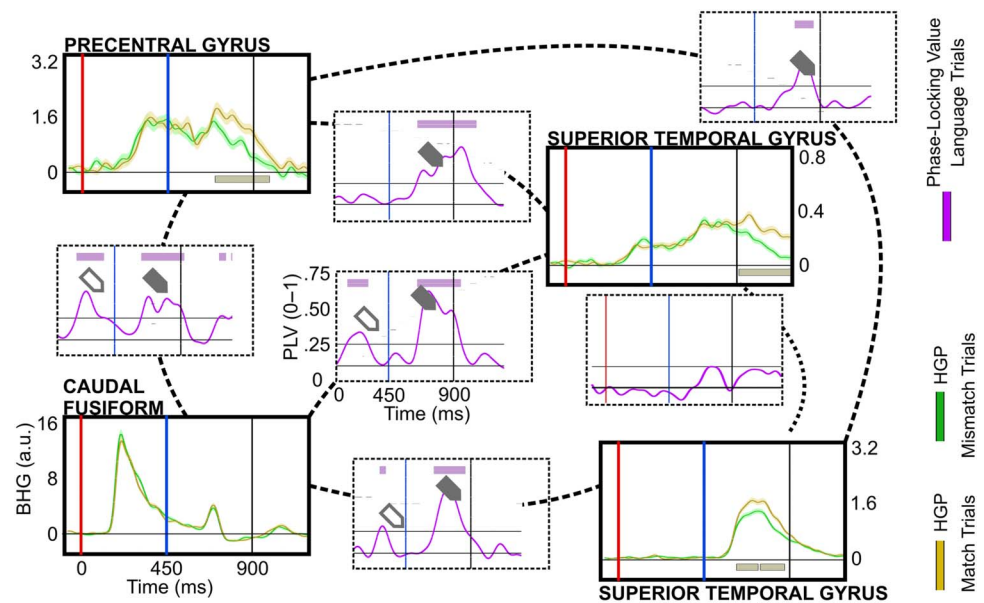 PRECENTRAL GYRUS
3.2
1.6
0
SUPERIOR TEMPORAL GYRUS
0.8
0.4
0
.75
.50
.25
0
PLV (0–1)
450
900
Time (ms)
CAUDAL
FUSIFORM
16
8
0
BHG (a.u.)
0
450
900
Time (ms)
3.2
1.6
0
SUPERIOR TEMPORAL GYRUS
Phase-Locking Value
Language Trials
HGP
Mismatch Trials
HGP
Match Trials